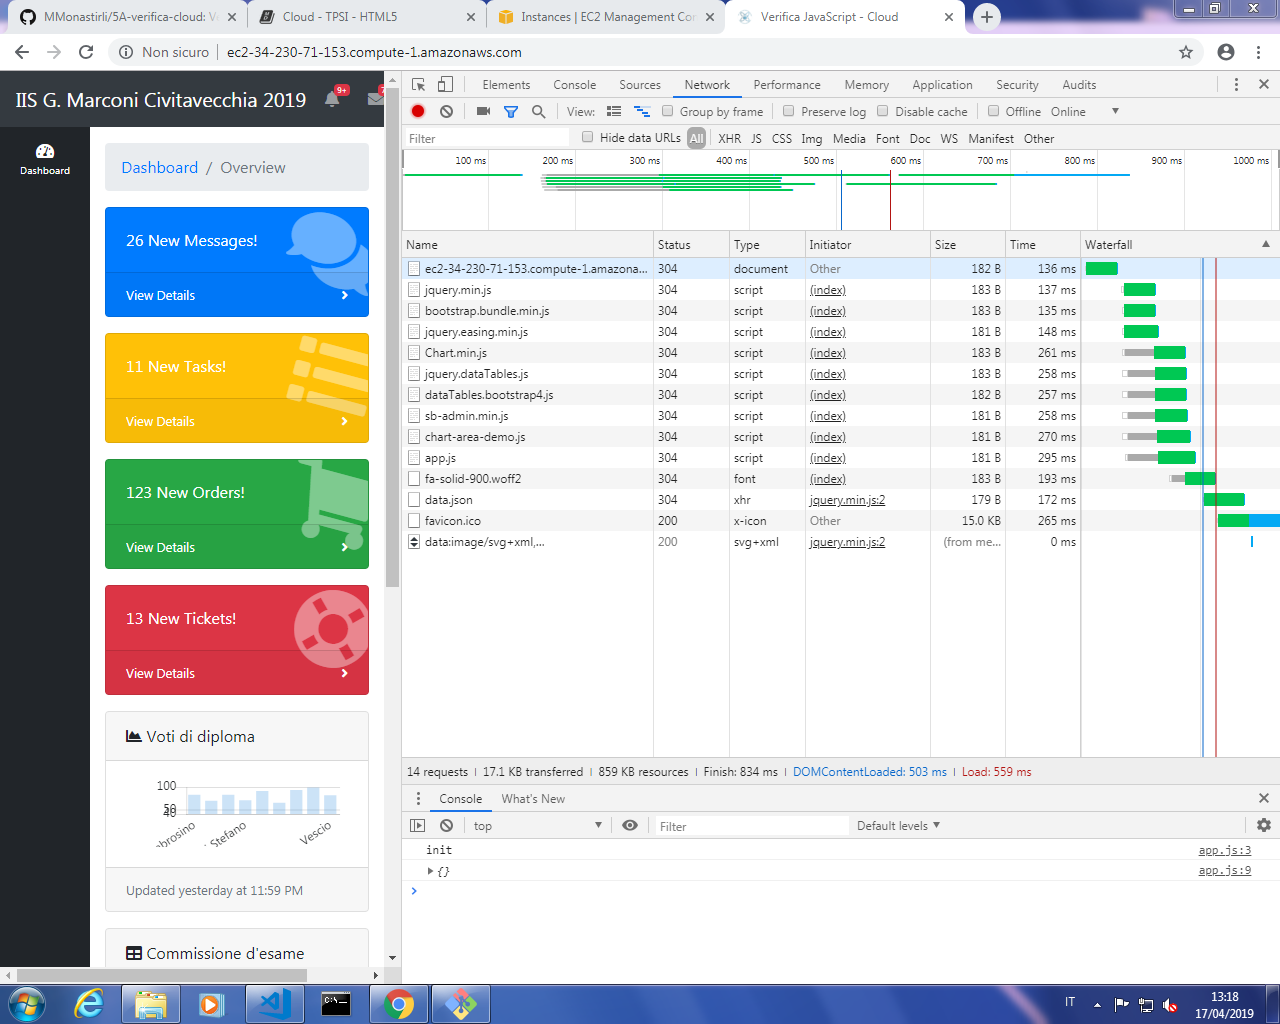 MMonastirli/5A-verifica-cloud: V
Cloud - TPSI - HTML5
Instances | EC2 Management Co
Verifica JavaScript - Cloud
Non sicuro
ec2-34-230-71-153.compute-1.amazonaws.com
IIS G. Marconi Civitavecchia 2019
9+
7
Dashboard
Dashboard / Overview
26 New Messages!
View Details
11 New Tasks!
View Details
123 New Orders!
View Details
13 New Tickets!
View Details
Voti di diploma
100
50
40
brosino
Stefano
Vescio
Updated yesterday at 11:59 PM
Commissione d'esame
Elements Console Sources Network Performance Memory Application Security Audits
View: Group by frame Preserve log Disable cache Offline Online
Filter Hide data URLs All XHR JS CSS Img Media Font Doc WS Manifest Other
100 ms 200 ms 300 ms 400 ms 500 ms 600 ms 700 ms 800 ms 900 ms 1000 ms
Name Status Type Initiator Size Time Waterfall
ec2-34-230-71-153.compute-1.amazona... 304 document Other 182 B 136 ms
jquery.min.js 304 script (index) 183 B 137 ms
bootstrap.bundle.min.js 304 script (index) 183 B 135 ms
jquery.easing.min.js 304 script (index) 181 B 148 ms
Chart.min.js 304 script (index) 183 B 261 ms
jquery.dataTables.js 304 script (index) 183 B 258 ms
dataTables.bootstrap4.js 304 script (index) 182 B 257 ms
sb-admin.min.js 304 script (index) 181 B 258 ms
chart-area-demo.js 304 script (index) 181 B 270 ms
app.js 304 script (index) 181 B 295 ms
fa-solid-900.woff2 304 font (index) 183 B 193 ms
data.json 304 xhr jquery.min.js:2 179 B 172 ms
favicon.ico 200 x-icon Other 15.0 KB 265 ms
data:image/svg+xml,... 200 svg+xml jquery.min.js:2 (from me... 0 ms
14 requests | 17.1 KB transferred | 859 KB resources | Finish: 834 ms | DOMContentLoaded: 503 ms | Load: 559 ms
Console What's New
top Filter Default levels
init app.js:3
{} app.js:9
C:\_
IT
13:18
17/04/2019